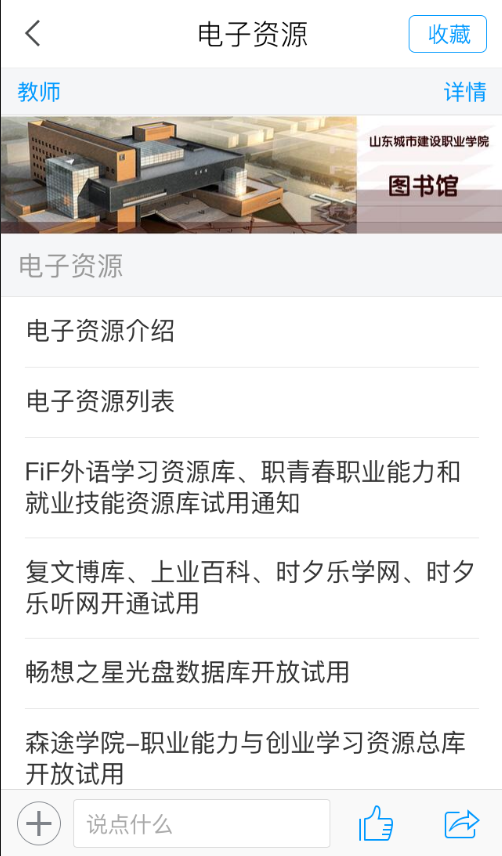 电子资源
收藏
教师
详情
山东城市建设职业学院
图书馆
电子资源
电子资源介绍
电子资源列表
FiF外语学习资源库、职青春职业能力和
就业技能资源库试用通知
复文博库、上业百科、时夕乐学网、时夕
乐听网开通试用
畅想之星光盘数据库开放试用
森途学院–职业能力与创业学习资源总库
开放试用
说点什么